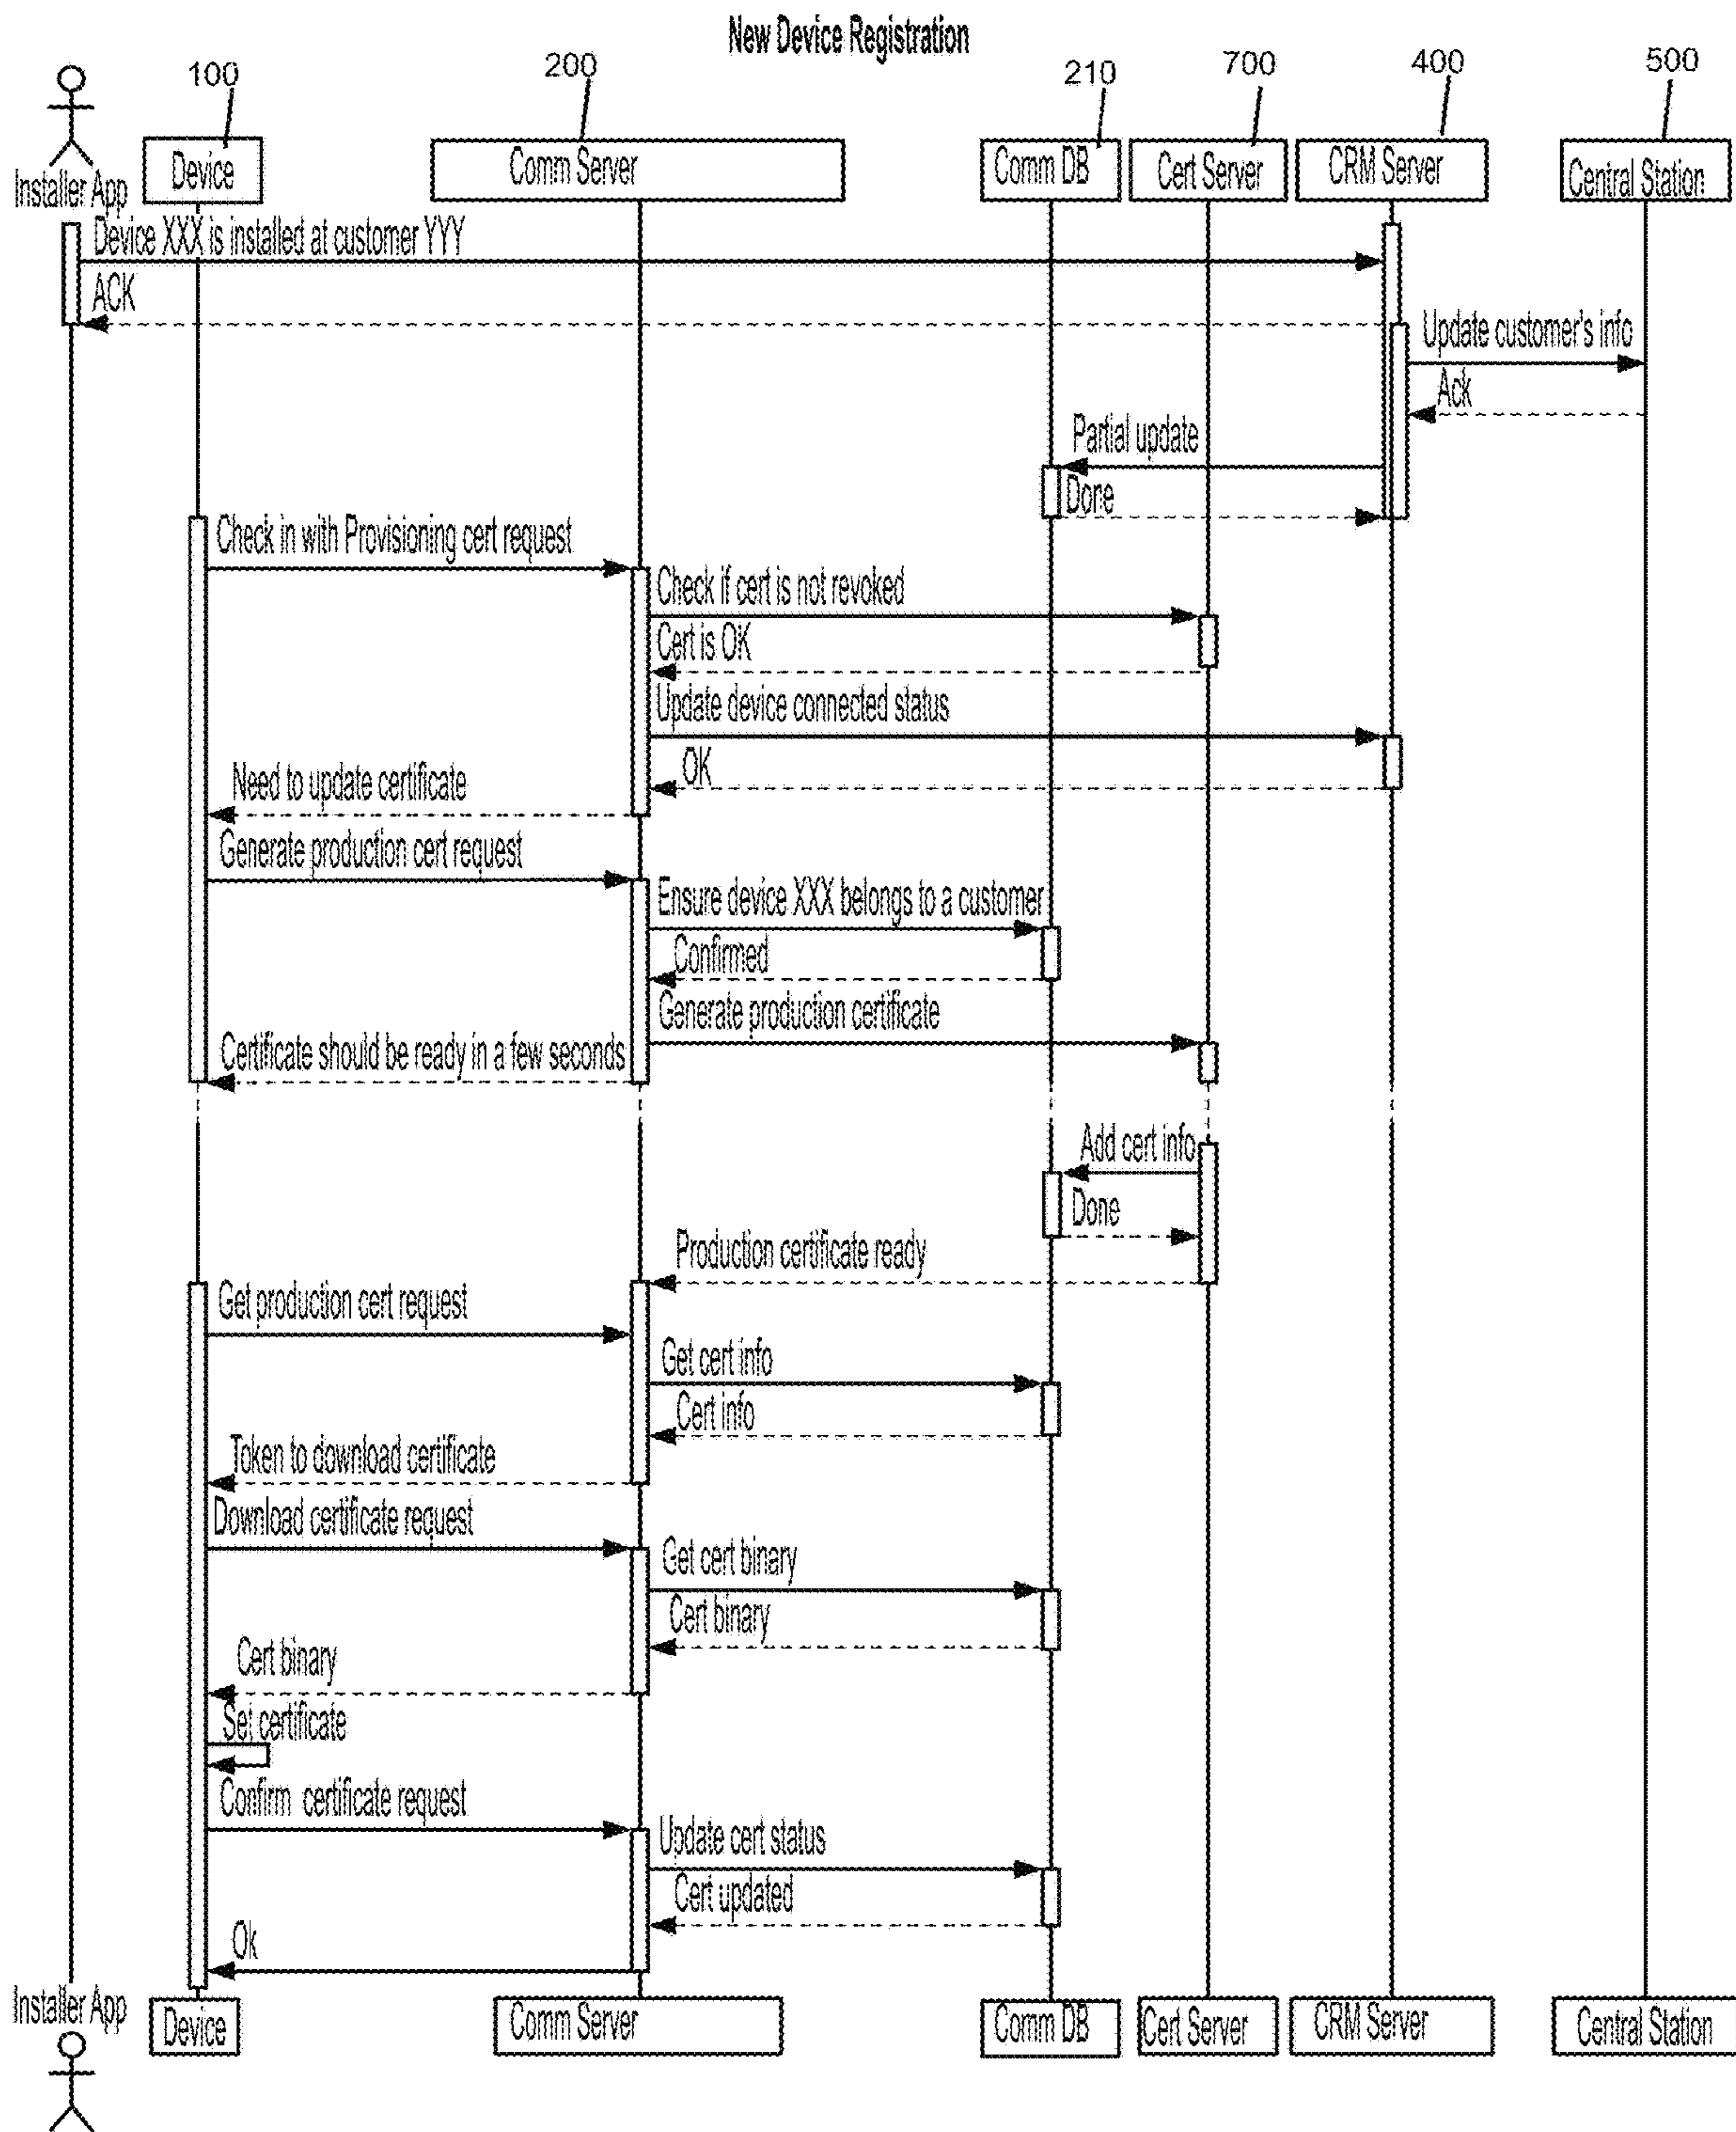 New Device Registration
100
200
210
700
400
500
Installer App
Device
Comm Server
Comm DB
Cert Server
CRM Server
Central Station
Device XXX is installed at customer YYY
ACK
Update customer's info
Ack
Partial update
Done
Check in with Provisioning cert request
Check if cert is not revoked
Cert is OK
Update device connected status
OK
Need to update certificate
Generate production cert request
Ensure device XXX belongs to a customer
Confirmed
Generate production certificate
Certificate should be ready in a few seconds
Add cert info
Done
Production certificate ready
Get production cert request
Get cert info
Cert info
Token to download certificate
Download certificate request
Get cert binary
Cert binary
Cert binary
Set certificate
Confirm certificate request
Update cert status
Cert updated
Ok
Installer App
Device
Comm Server
Comm DB
Cert Server
CRM Server
Central Station